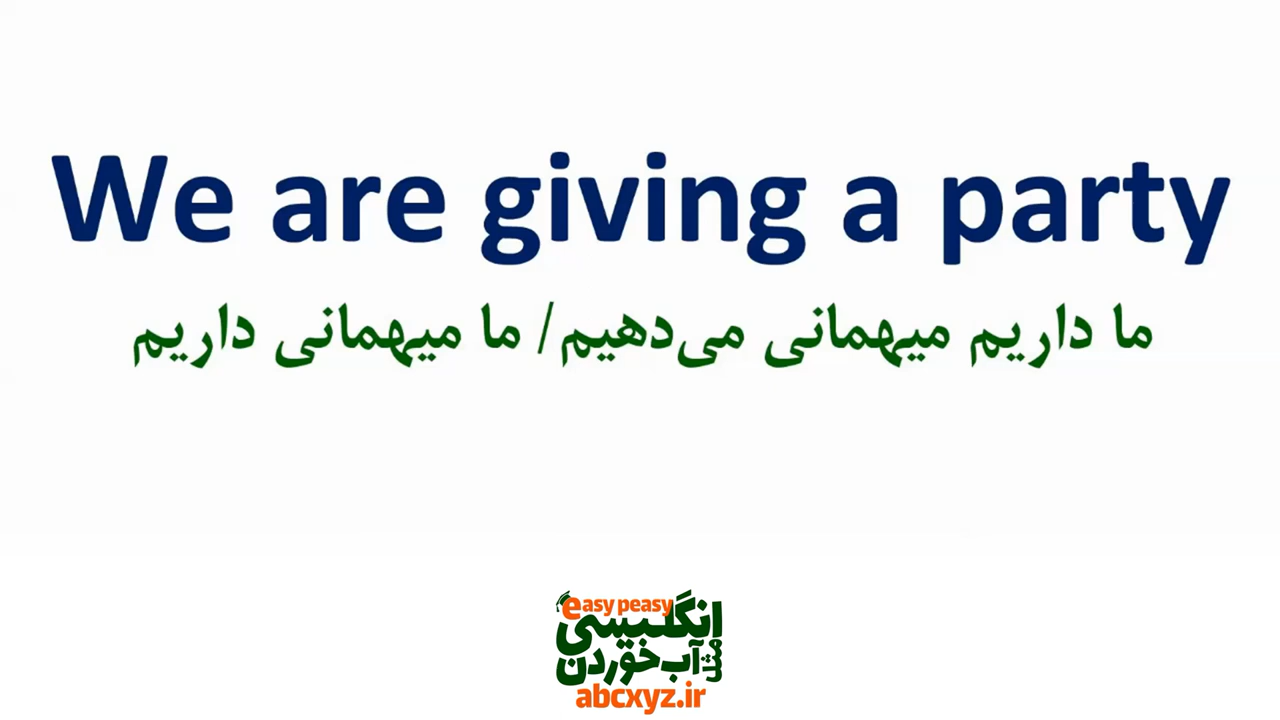 We are giving a party
ما داریم میهمانی می‌دهیم/ ما میهمانی داریم
easy peasy
انگلیسی
مثل آب خوردن
abcxyz.ir